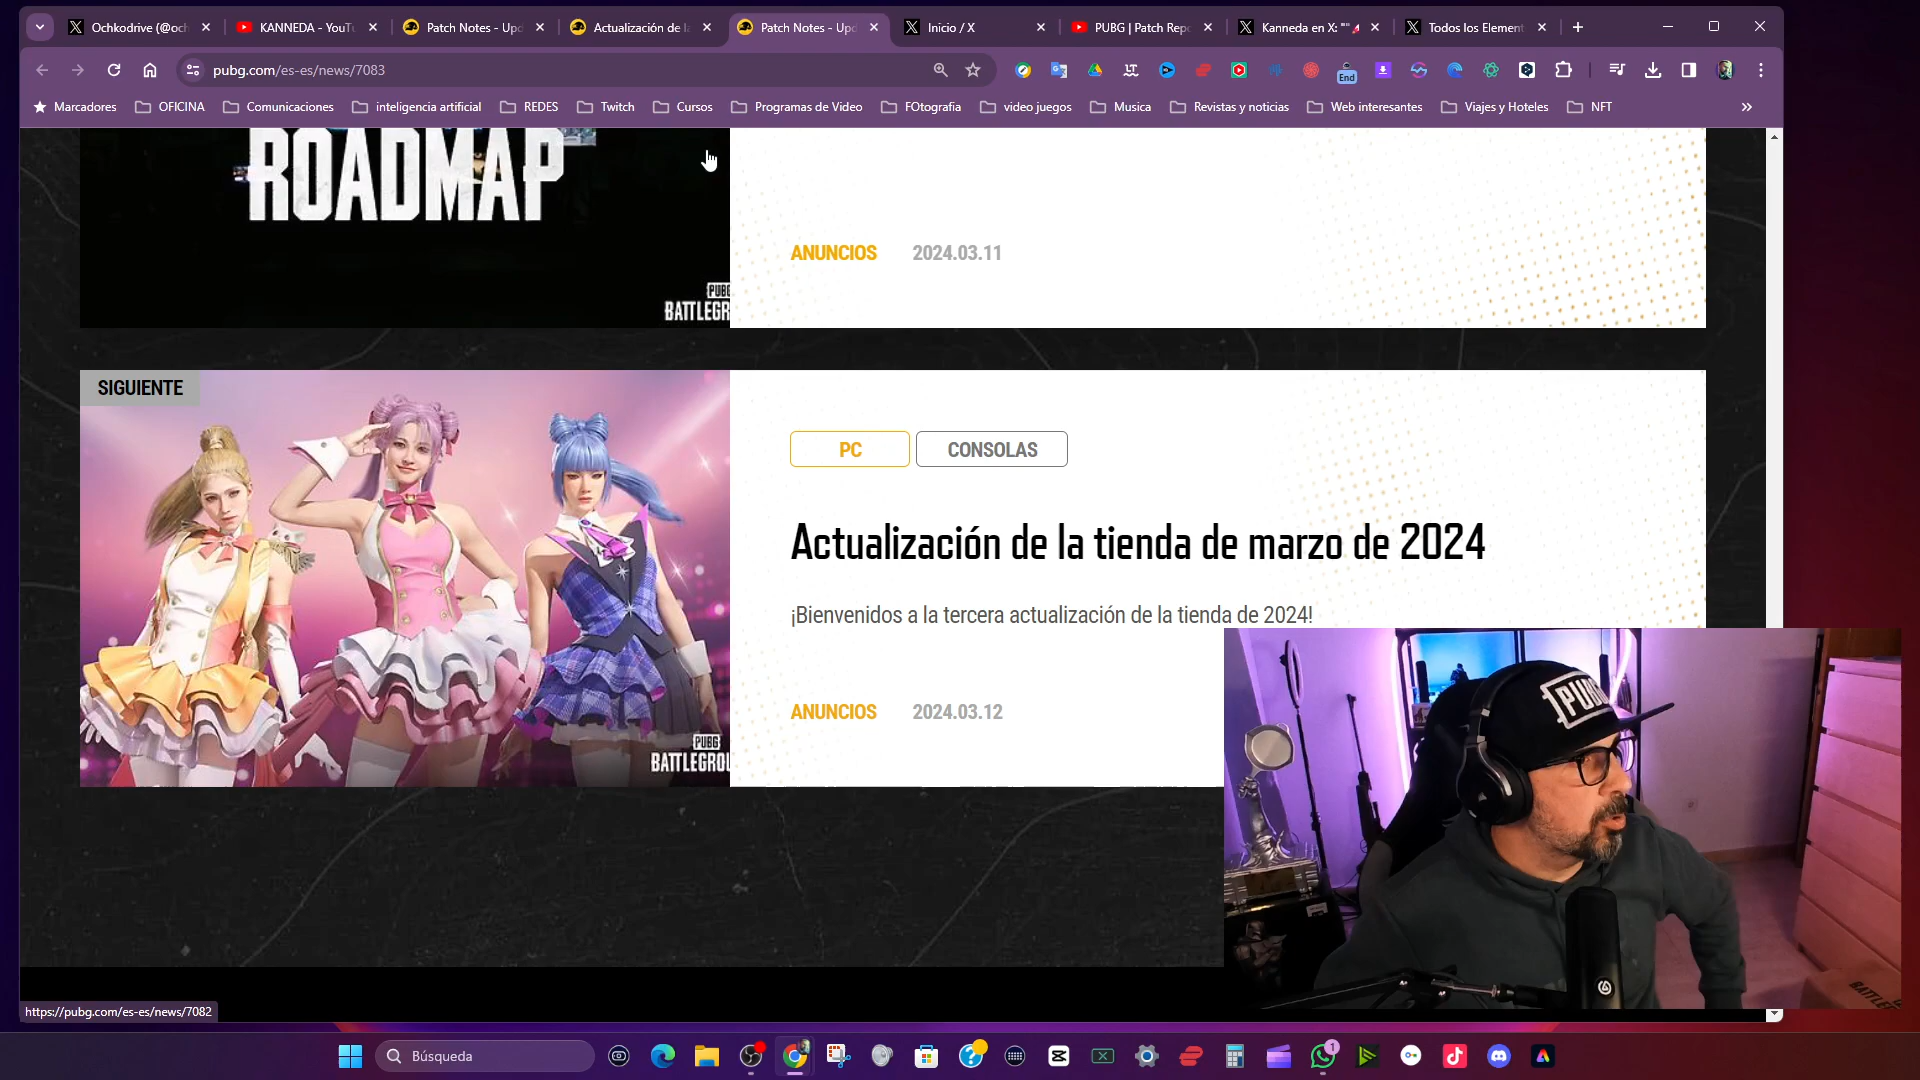 Ochkodrive (@och
KANNEDA - YouTu
Patch Notes - Upd
Actualización de la
Patch Notes - Upd
Inicio / X
PUBG | Patch Repo
Kanneda en X: "
Todos los Element
pubg.com/es-es/news/7083
End
Marcadores
OFICINA
Comunicaciones
inteligencia artificial
REDES
Twitch
Cursos
Programas de Video
FOtografia
video juegos
Musica
Revistas y noticias
Web interesantes
Viajes y Hoteles
NFT
ROADMAP
PUBG
BATTLEGR
ANUNCIOS
2024.03.11
SIGUIENTE
PUBG
BATTLEGROU
PC
CONSOLAS
Actualización de la tienda de marzo de 2024
¡Bienvenidos a la tercera actualización de la tienda de 2024!
ANUNCIOS
2024.03.12
PUBG
https://pubg.com/es-es/news/7082
Búsqueda
1